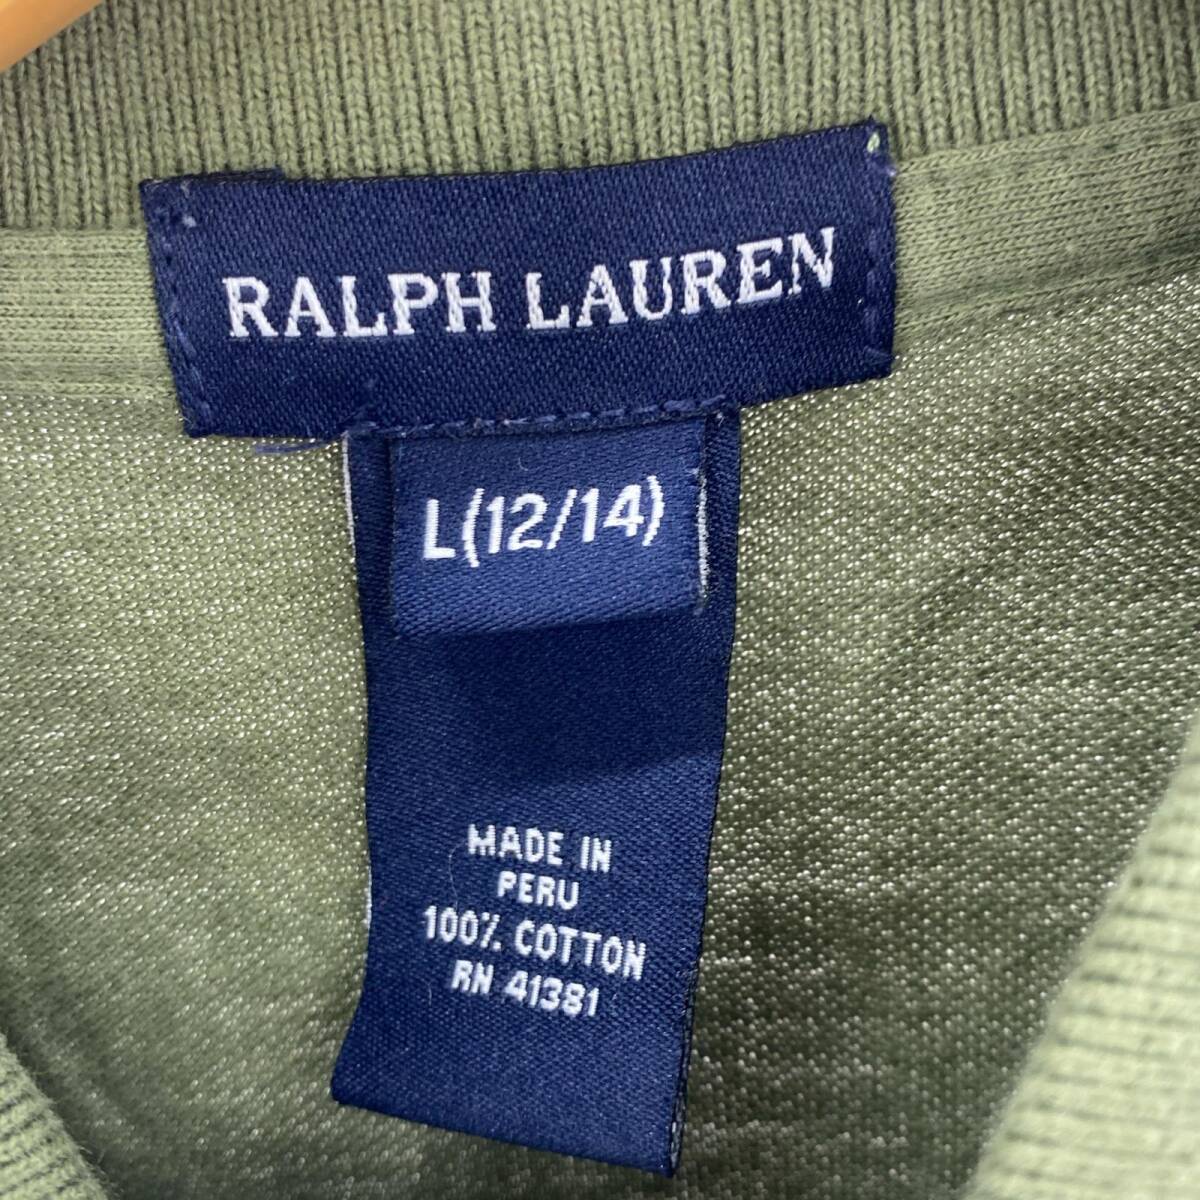 RALPH LAUREN
L(12/14)
MADE IN
PERU
100% COTTON
RN 41381